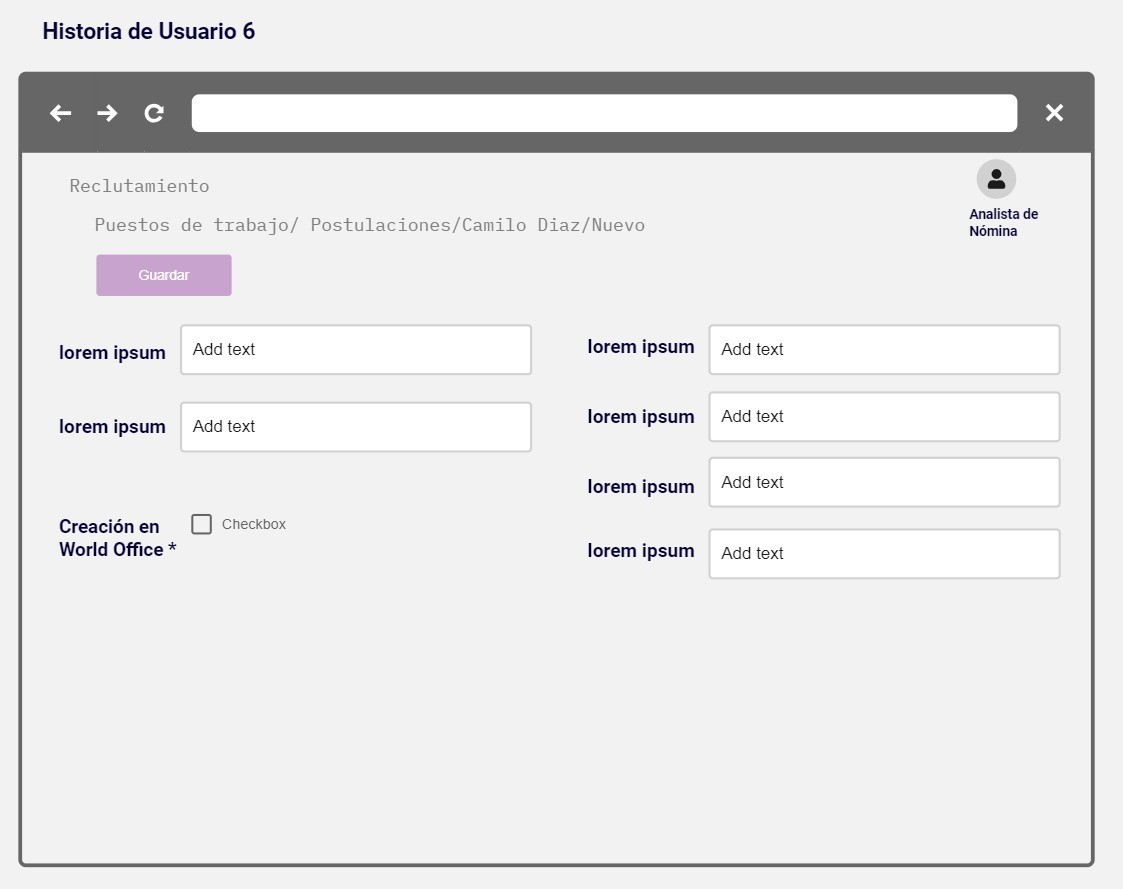 Historia de Usuario 6
Reclutamiento
Puestos de trabajo/ Postulaciones/Camilo Diaz/Nuevo
Analista de
Nómina
Guardar
lorem ipsum
Add text
lorem ipsum
Add text
Creación en
World Office *
Checkbox
lorem ipsum
Add text
lorem ipsum
Add text
lorem ipsum
Add text
lorem ipsum
Add text